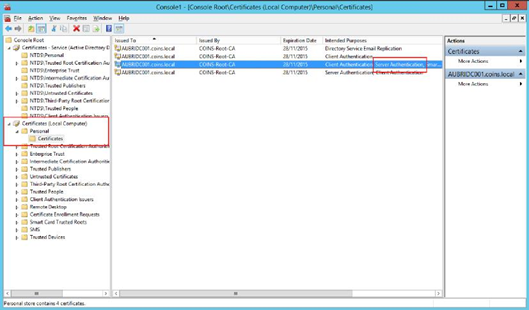 Console1 - [Console Root\Certificates (Local Computer)\Personal\Certificates]
File Action View Favorites Window Help
Console Root
Certificates - Service (Active Directory D
NTDS\Personal
NTDS\Trusted Root Certification Auth
NTDS\Enterprise Trust
NTDS\Intermediate Certification Auth
NTDS\Trusted Publishers
NTDS\Untrusted Certificates
NTDS\Third-Party Root Certification
NTDS\Trusted People
NTDS\Client Authentication Issuers
Certificates (Local Computer)
Personal
Certificates
Trusted Root Certification Authoriti
Enterprise Trust
Intermediate Certification Authoritie
Trusted Publishers
Untrusted Certificates
Third-Party Root Certification Autho
Trusted People
Client Authentication Issuers
Remote Desktop
Certificate Enrollment Requests
Smart Card Trusted Roots
SMS
Trusted Devices
Issued To Issued By Expiration Date Intended Purposes
AUBRIDC001.coins.local COINS-Root-CA 28/11/2015 Directory Service Email Replication
AUBRIDC001.coins.local COINS-Root-CA 28/11/2015 Client Authentication
AUBRIDC001.coins.local COINS-Root-CA 28/11/2015 Client Authentication, Server Authentication, Smar...
AUBRIDC001.coins.local COINS-Root-CA 28/11/2015 Server Authentication, Client Authentication
Actions
Certificates
More Actions
AUBRIDC001.coins.local
More Actions
Personal store contains 4 certificates.